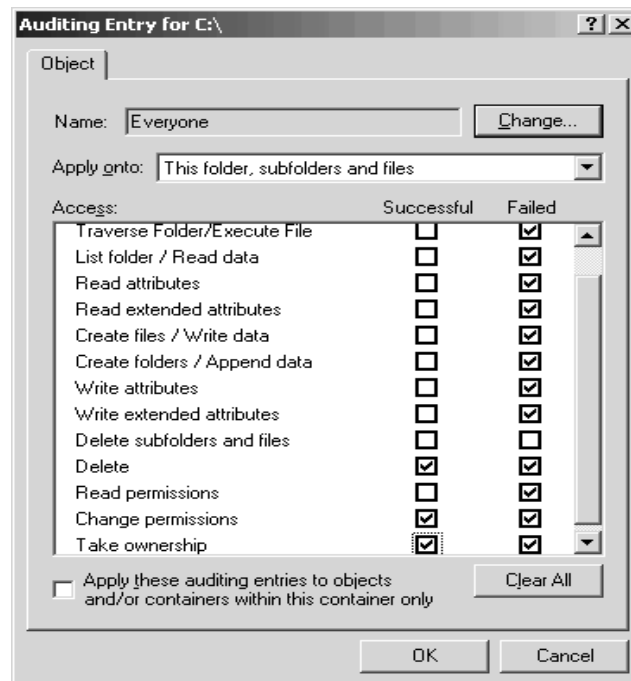 Auditing Entry for C:\
Object
Name: Everyone Change...
Apply onto: This folder, subfolders and files
Access: Successful Failed
Traverse Folder/Execute File
List folder / Read data
Read attributes
Read extended attributes
Create files / Write data
Create folders / Append data
Write attributes
Write extended attributes
Delete subfolders and files
Delete
Read permissions
Change permissions
Take ownership
Apply these auditing entries to objects
and/or containers within this container only
Clear All
OK Cancel